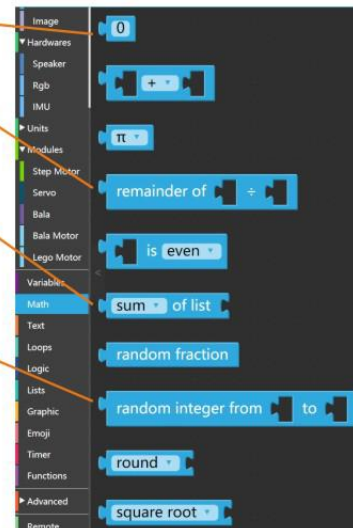 Image
Hardwares
Speaker
Rgb
IMU
Units
Modules
Step Motor
Servo
Bala
Bala Motor
Lego Motor
Variables
Math
Text
Loops
Logic
Lists
Graphic
Emoji
Timer
Functions
Advanced
Remote
0
+
π
remainder of ÷
is even
sum of list
random fraction
random integer from to
round
square root